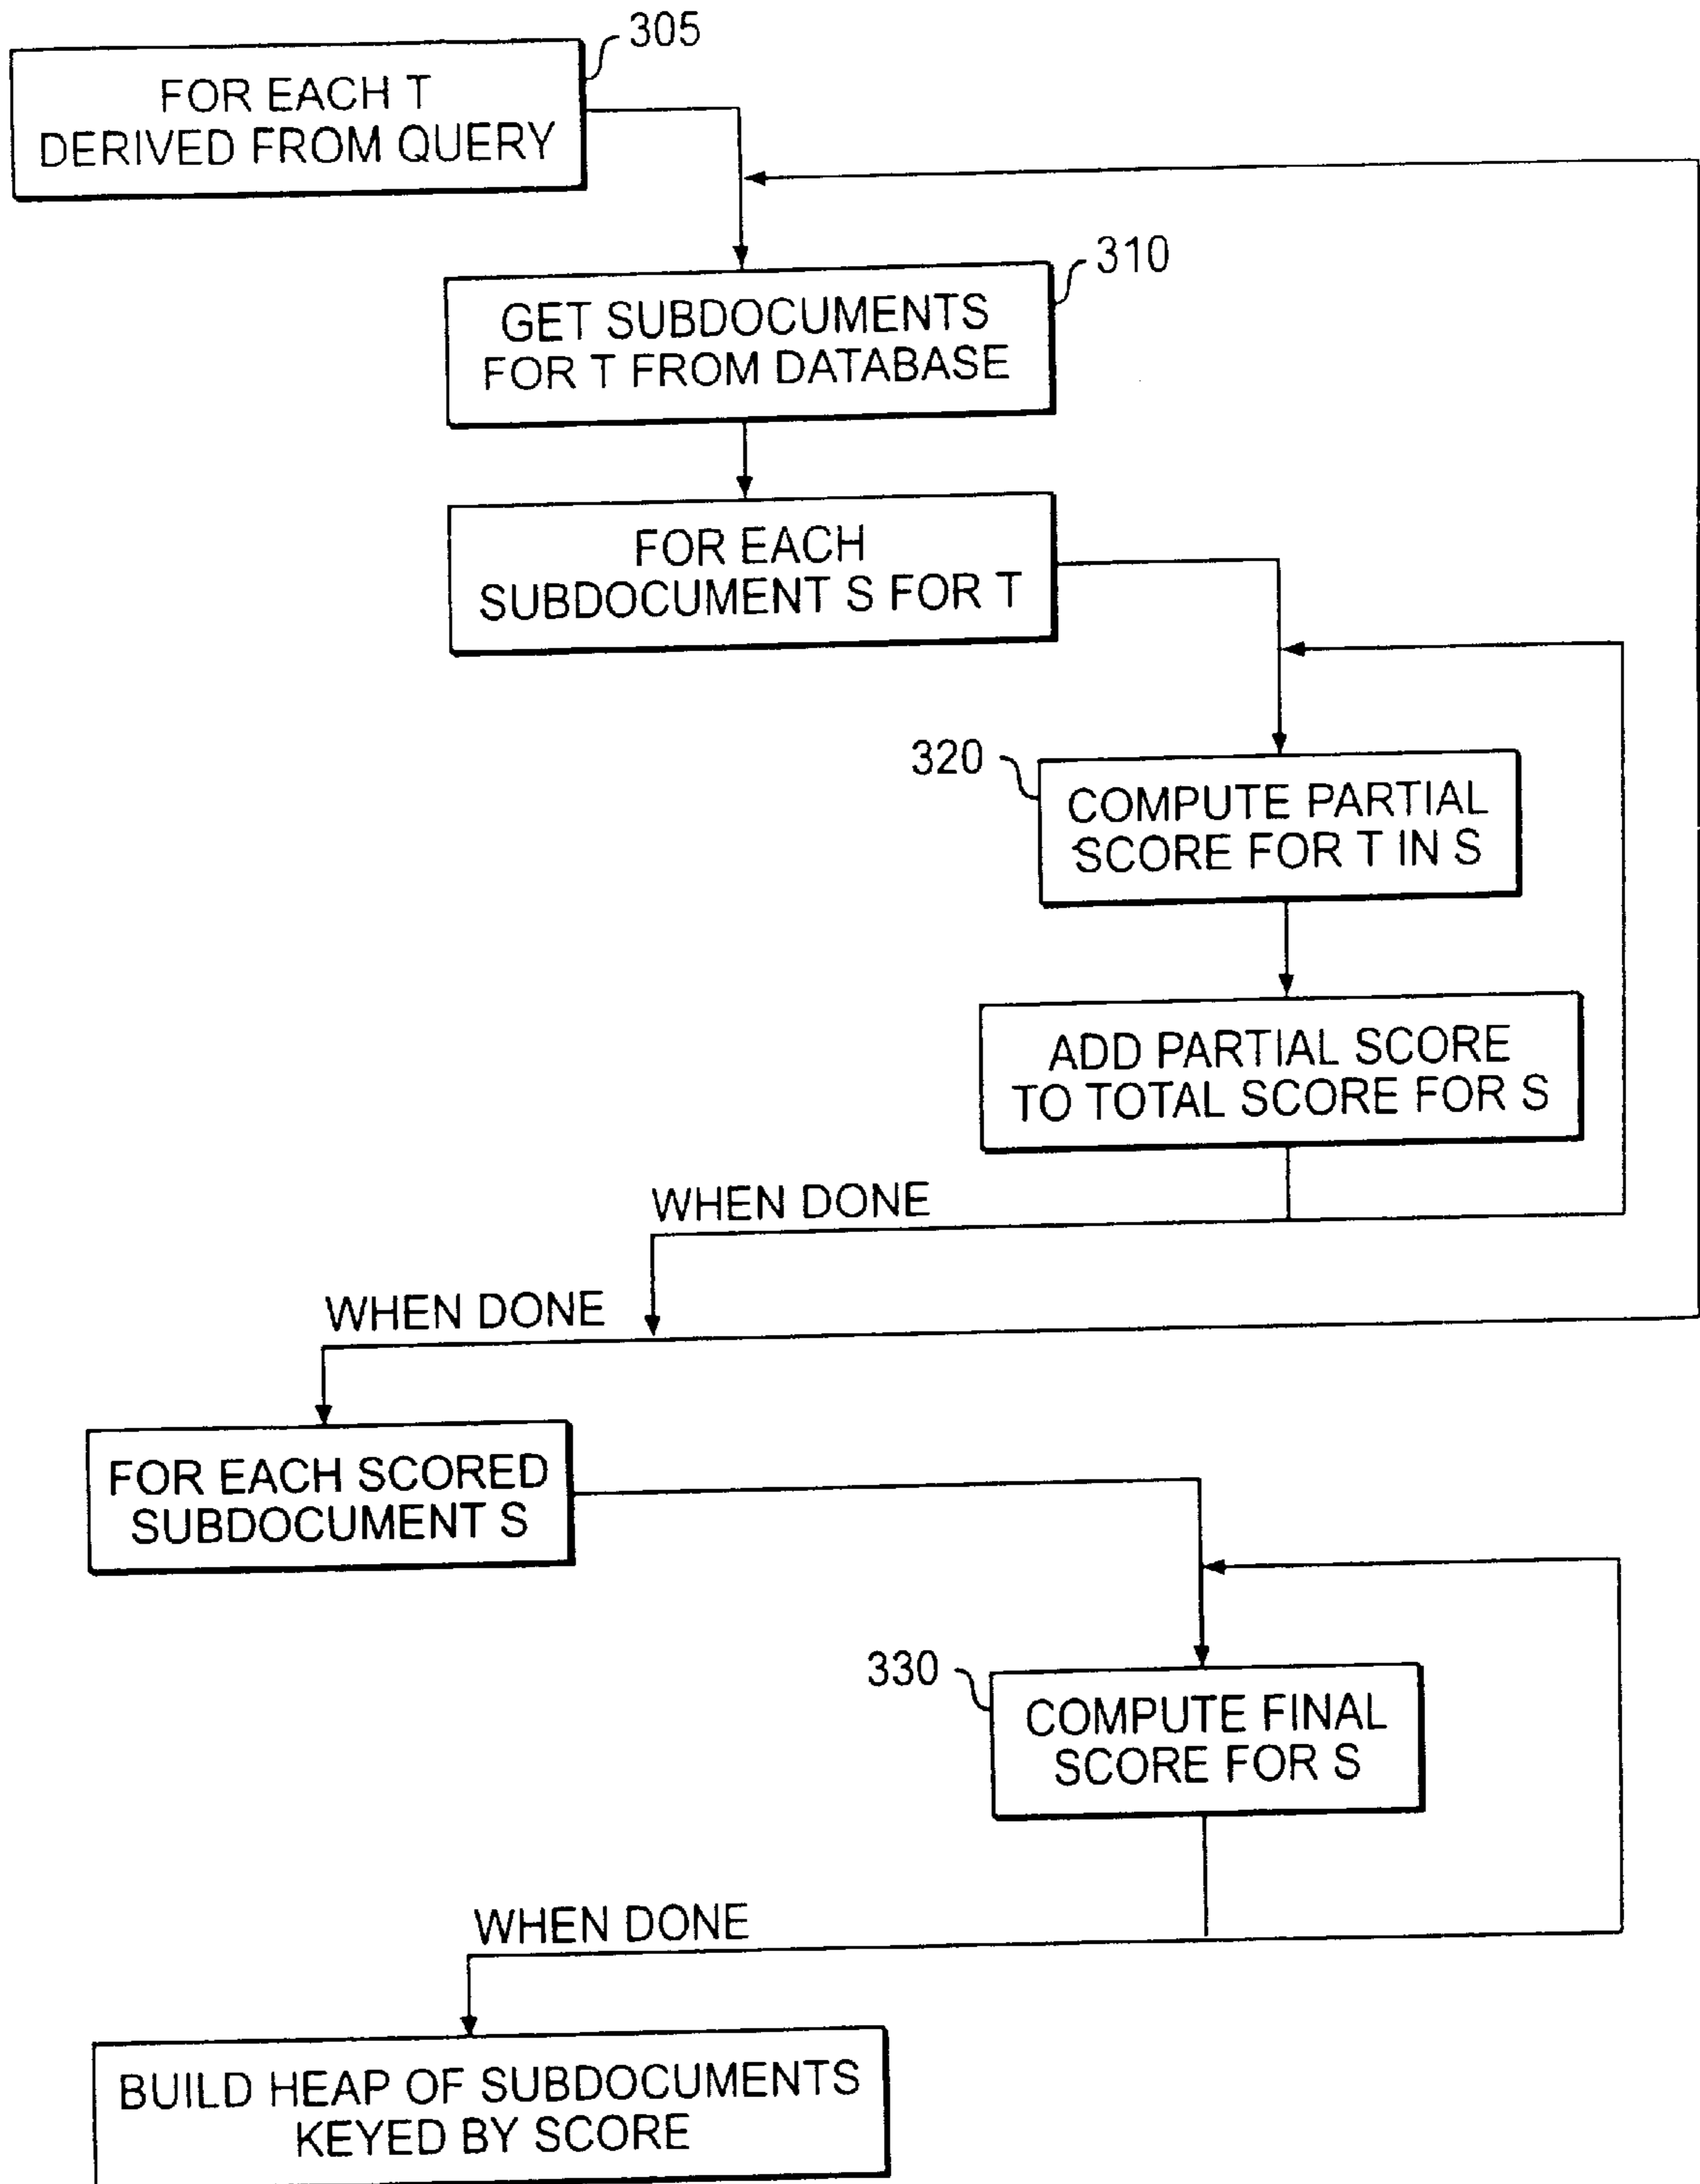 305
FOR EACH T
DERIVED FROM QUERY
310
GET SUBDOCUMENTS
FOR T FROM DATABASE
FOR EACH
SUBDOCUMENT S FOR T
320
COMPUTE PARTIAL
SCORE FOR T IN S
ADD PARTIAL SCORE
TO TOTAL SCORE FOR S
WHEN DONE
WHEN DONE
FOR EACH SCORED
SUBDOCUMENT S
330
COMPUTE FINAL
SCORE FOR S
WHEN DONE
BUILD HEAP OF SUBDOCUMENTS
KEYED BY SCORE